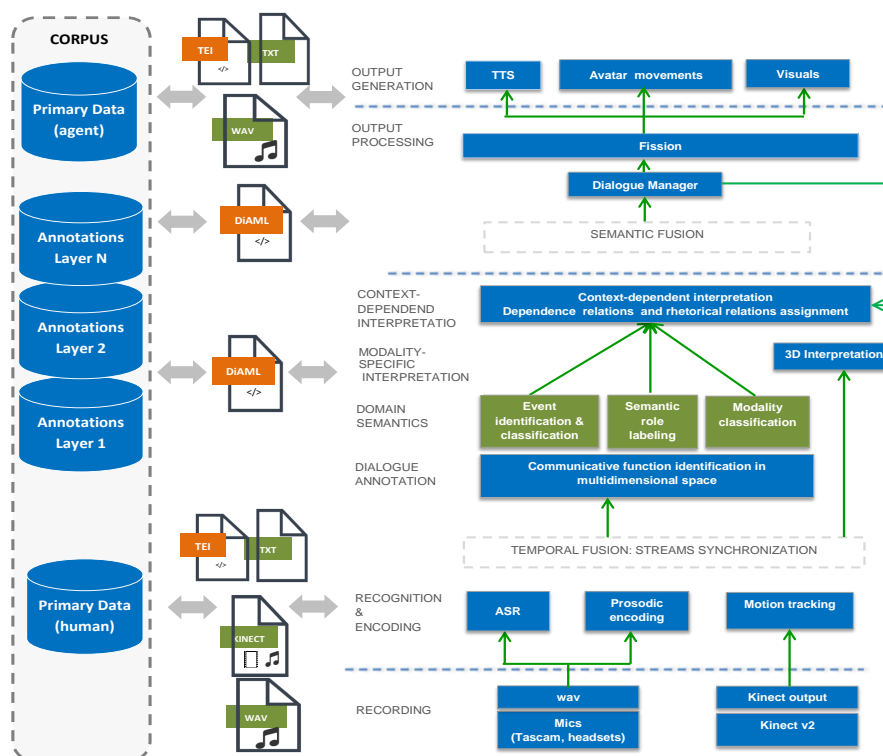 CORPUS
Primary Data
(agent)
Annotations
Layer N
Annotations
Layer 2
Annotations
Layer 1
Primary Data
(human)
TEI
</>
TXT
WAV
DiAML
</>
DiAML
</>
TEI
</>
TXT
KINECT
WAV
OUTPUT
GENERATION
TTS
Avatar movements
Visuals
OUTPUT
PROCESSING
Fission
Dialogue Manager
SEMANTIC FUSION
CONTEXT-
DEPENDEND
INTERPRETATIO
Context-dependent interpretation
Dependence relations and rhetorical relations assignment
MODALITY-
SPECIFIC
INTERPRETATION
3D Interpretation
DOMAIN
SEMANTICS
Event
identification &
classification
Semantic
role
labeling
Modality
classification
DIALOGUE
ANNOTATION
Communicative function identification in
multidimensional space
TEMPORAL FUSION: STREAMS SYNCHRONIZATION
RECOGNITION
&
ENCODING
ASR
Prosodic
encoding
Motion tracking
RECORDING
wav
Mics
(Tascam, headsets)
Kinect output
Kinect v2